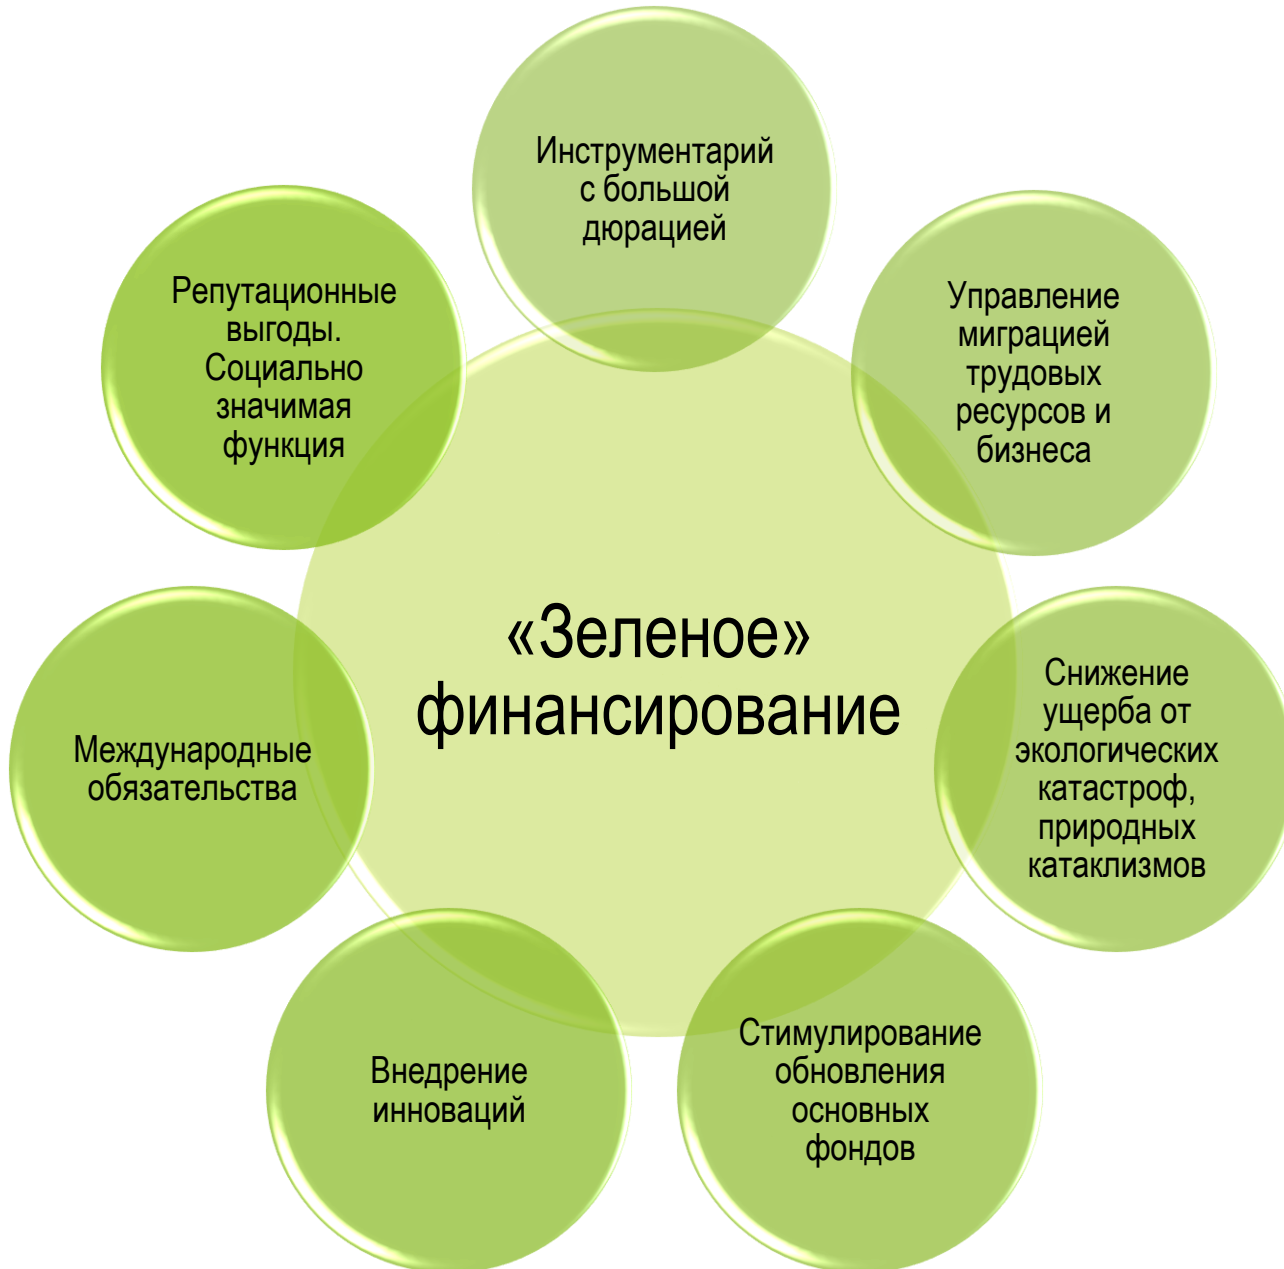 Инструментарий
с большой
дюрацией
Управление
миграцией
трудовых
ресурсов и
бизнеса
Снижение
ущерба от
экологических
катастроф,
природных
катаклизмов
Стимулирование
обновления
основных
фондов
Внедрение
инноваций
Международные
обязательства
Репутационные
выгоды.
Социально
значимая
функция
«Зеленое»
финансирование